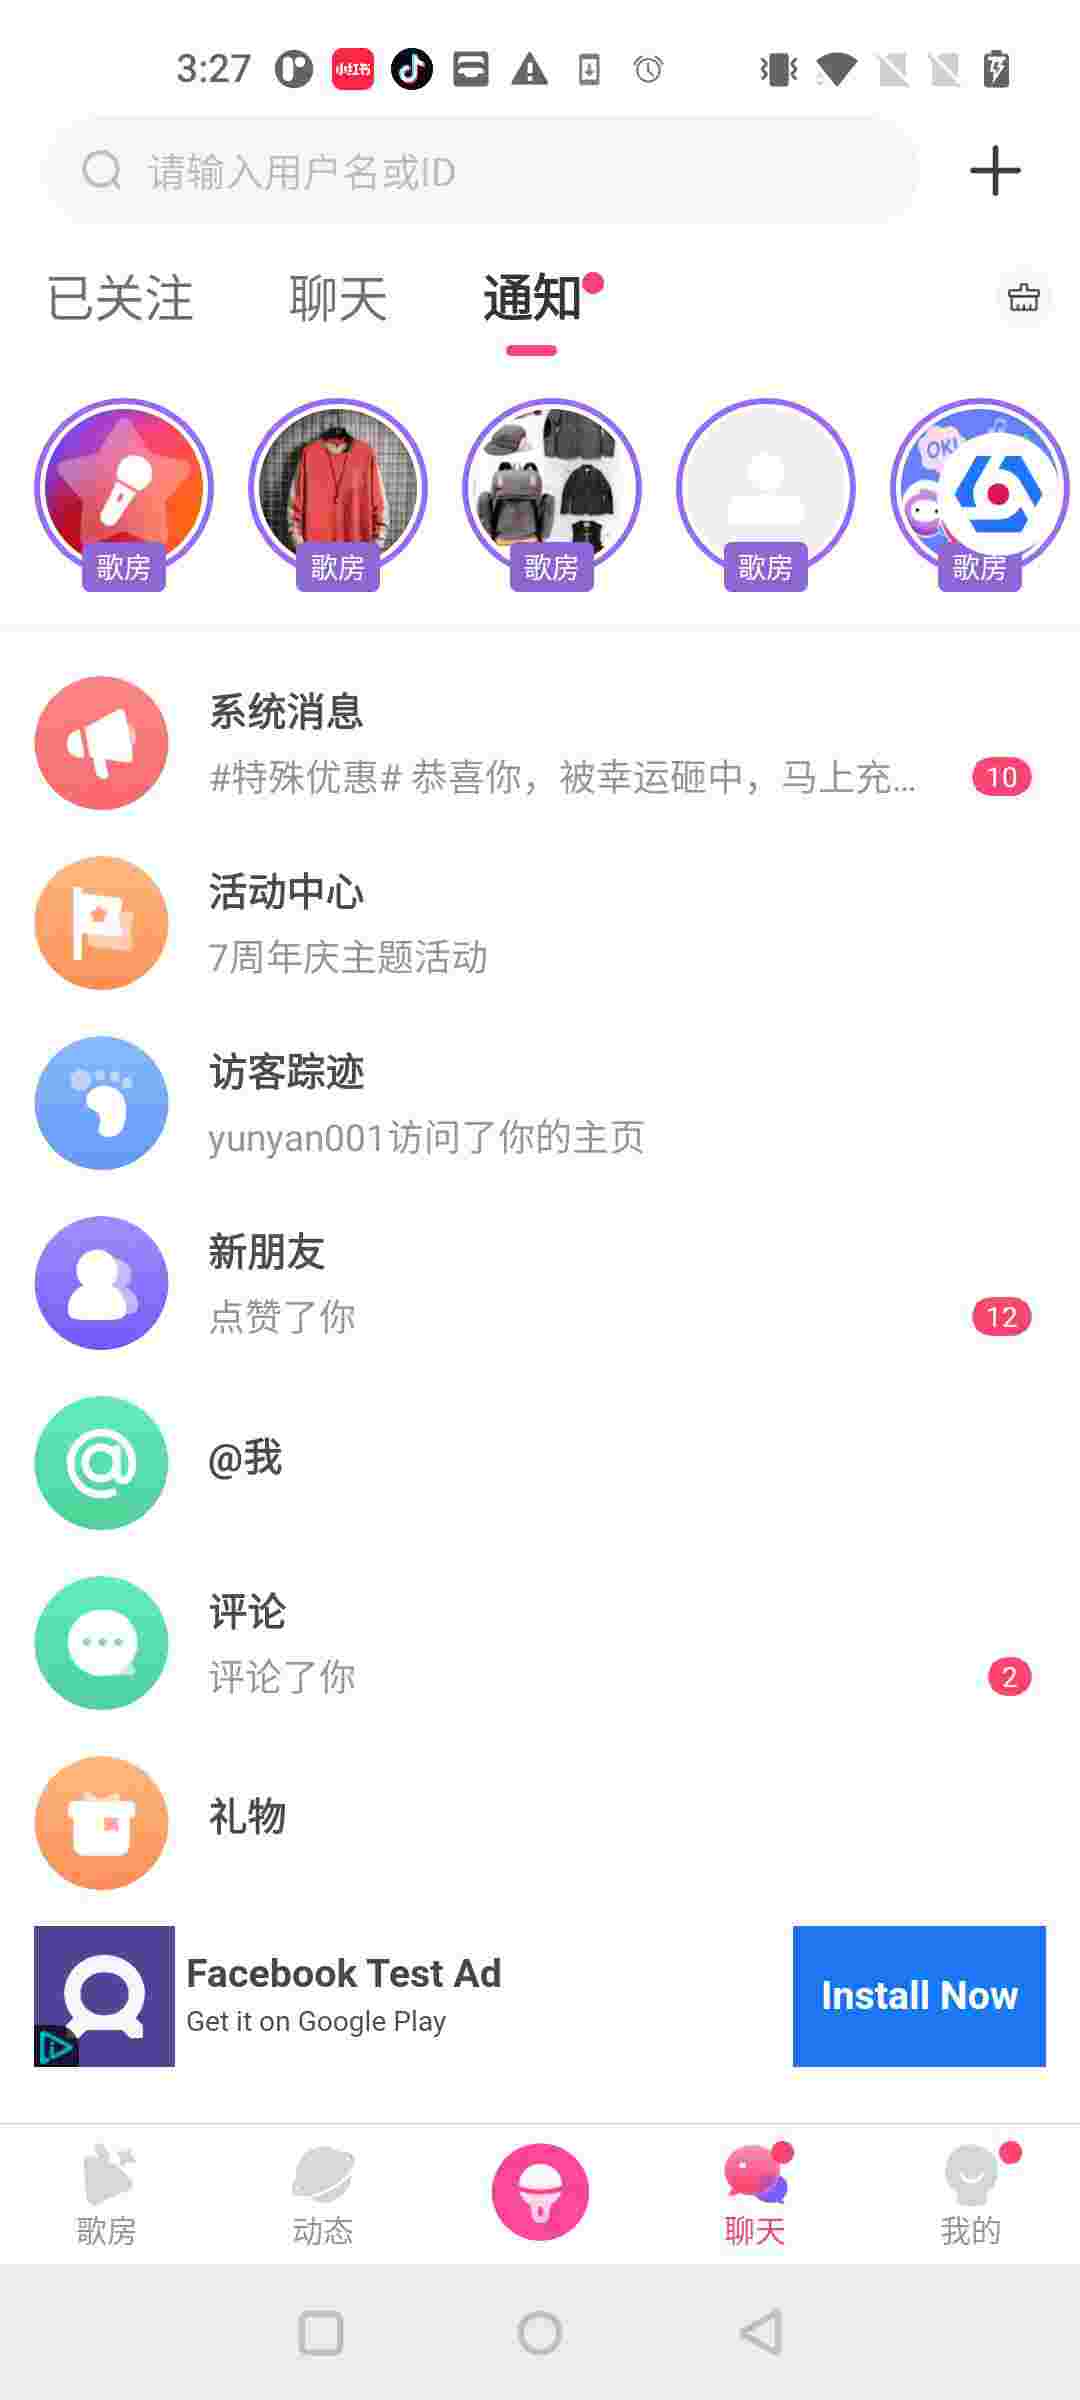 3:27
小红书
请输入用户名或ID
已关注
聊天
通知
OK!
歌房
歌房
歌房
歌房
歌房
系统消息
#特殊优惠# 恭喜你，被幸运砸中，马上充...
10
活动中心
7周年庆主题活动
访客踪迹
yunyan001访问了你的主页
新朋友
点赞了你
12
@我
评论
评论了你
2
礼物
Facebook Test Ad
Get it on Google Play
Install Now
歌房
动态
聊天
我的